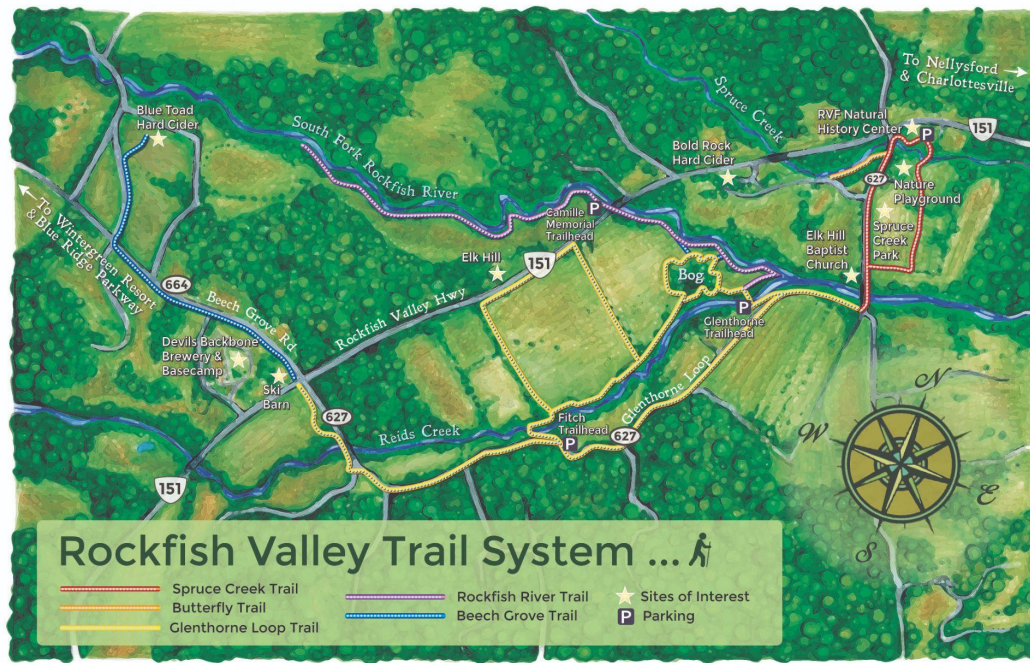 To Nellysford
& Charlottesville
Spruce Creek
RVF Natural
History Center
P
151
Blue Toad
Hard Cider
South Fork Rockfish River
Bold Rock
Hard Cider
627
Nature
Playground
To Wintergreen Resort
& Blue Ridge Parkway
Camille
Memorial
Trailhead
P
Spruce
Creek
Park
Elk Hill
Baptist
Church
Elk Hill
151
Bog
664
Beech Grove Rd
Rockfish Valley Hwy
P
Glenthorne
Trailhead
Devils Backbone
Brewery &
Basecamp
Ski
Barn
Glenthorne Loop
627
Reids Creek
Fitch
Trailhead
P
627
151
N
W
E
S
Rockfish Valley Trail System ...
Spruce Creek Trail
Butterfly Trail
Glenthorne Loop Trail
Rockfish River Trail
Beech Grove Trail
Sites of Interest
P Parking